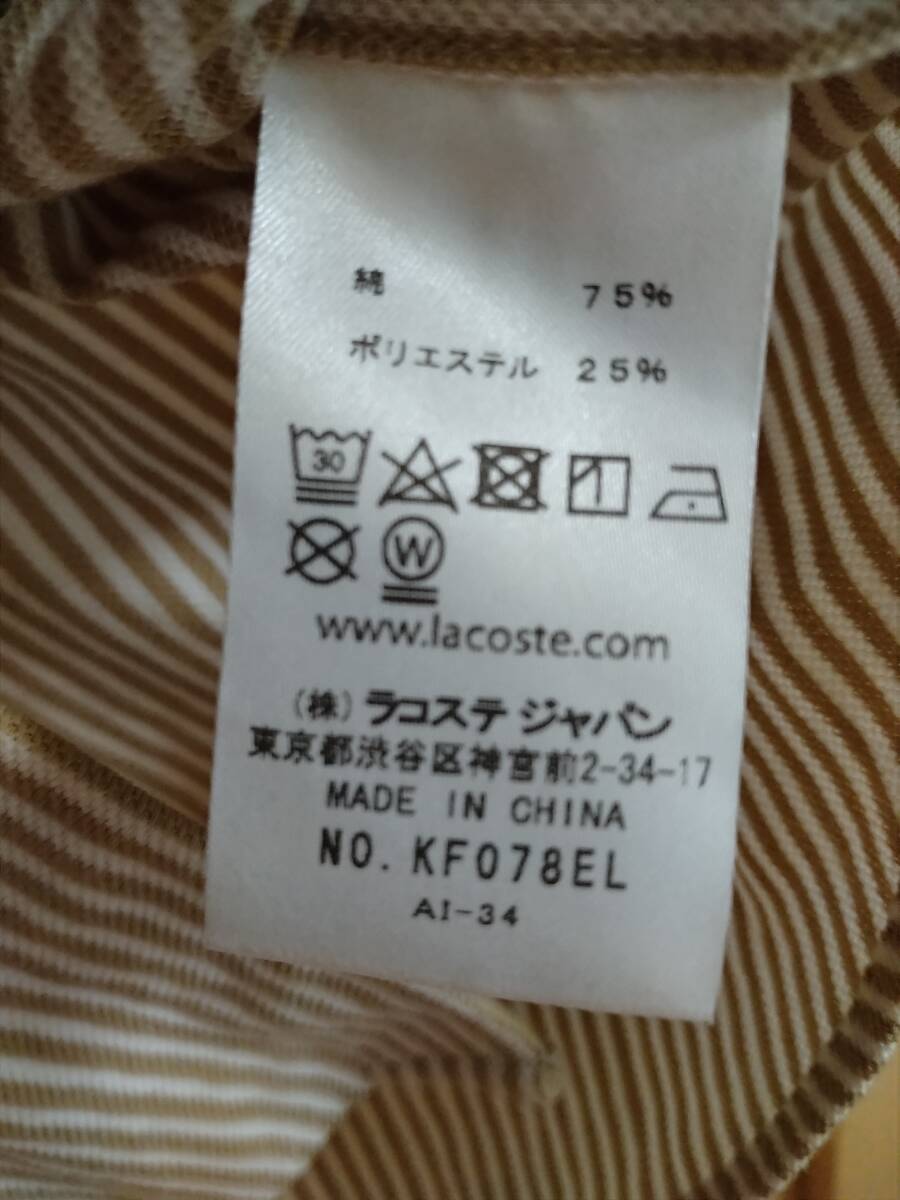 綿 75%
ポリエステル 25%
30
W
www.lacoste.com
(株) ラコステ ジャパン
東京都渋谷区神宮前2-34-17
MADE IN CHINA
NO. KF078EL
AI-34